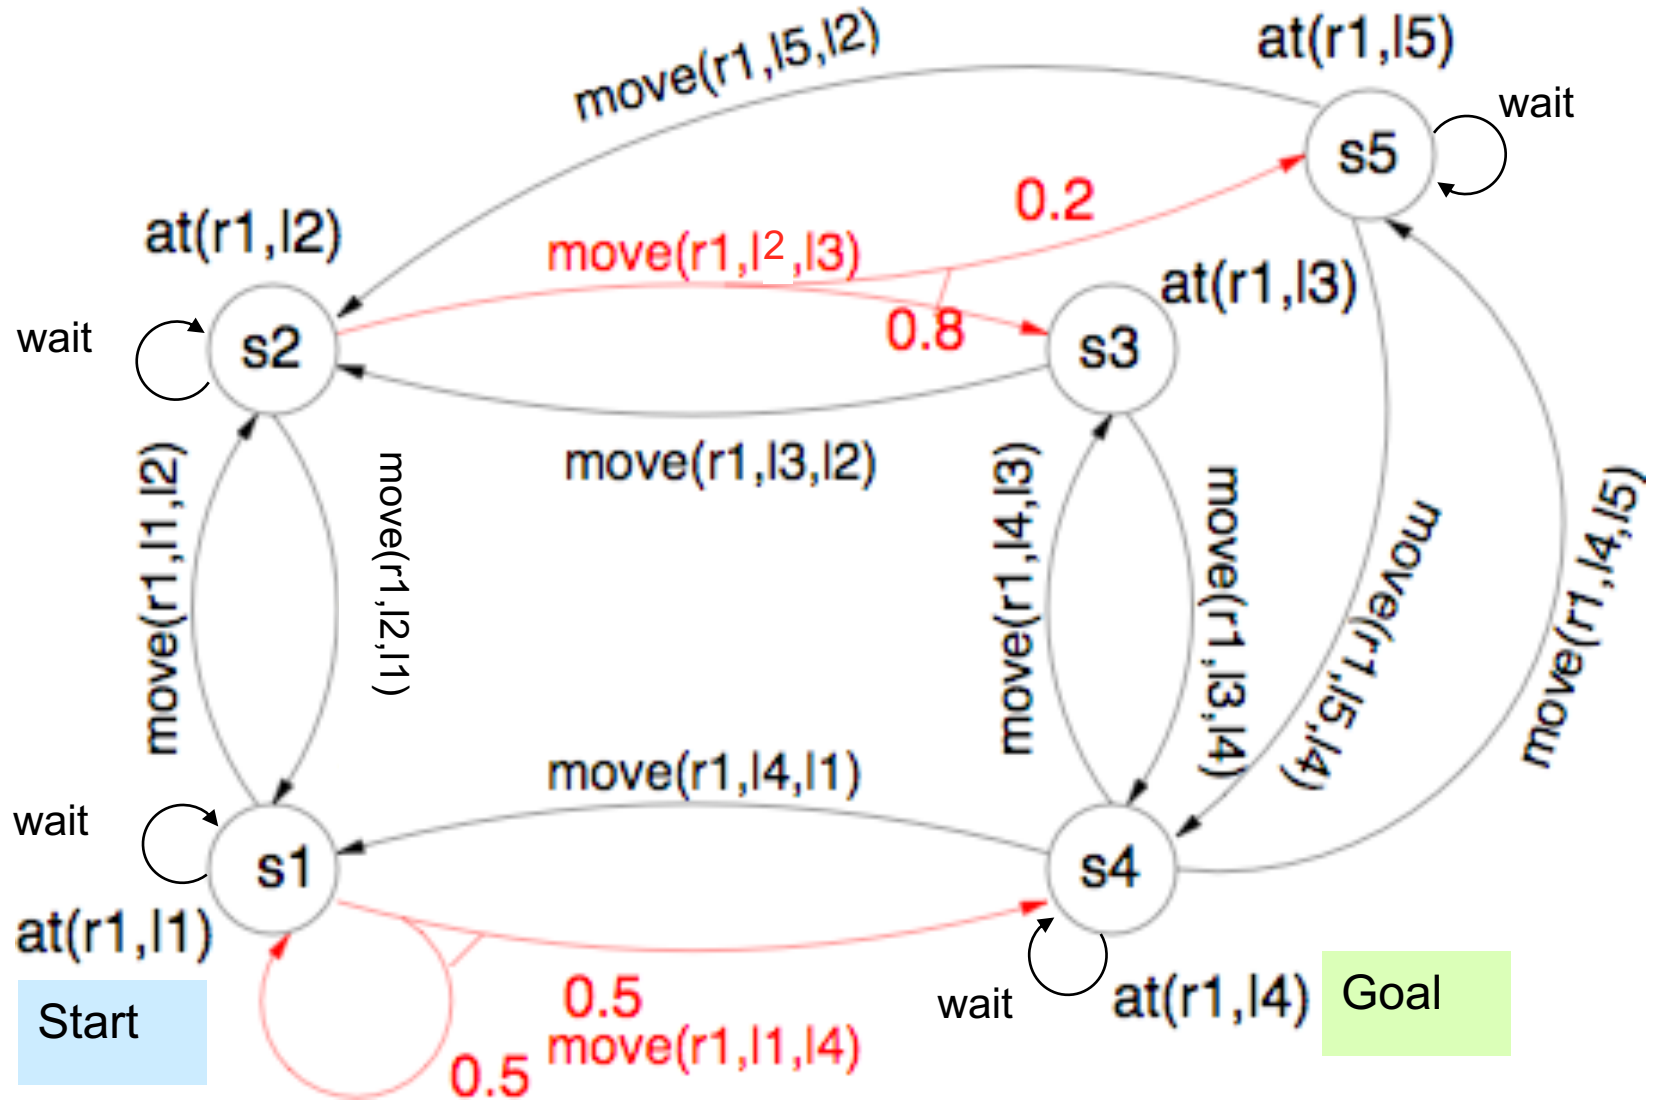 at(r1,l5)
move(r1,l5,l2)
wait
s5
0.2
at(r1,l2)
move(r1,l2,l3)
at(r1,l3)
0.8
wait
s2
s3
move(r1,l3,l2)
move(r1,l1,l2)
move(r1,l2,l1)
move(r1,l4,l3)
move(r1,l3,l4)
move(r1,l5,l4)
move(r1,l4,l5)
move(r1,l4,l1)
wait
s1
s4
at(r1,l1)
Start
0.5
move(r1,l1,l4)
0.5
wait
at(r1,l4)
Goal